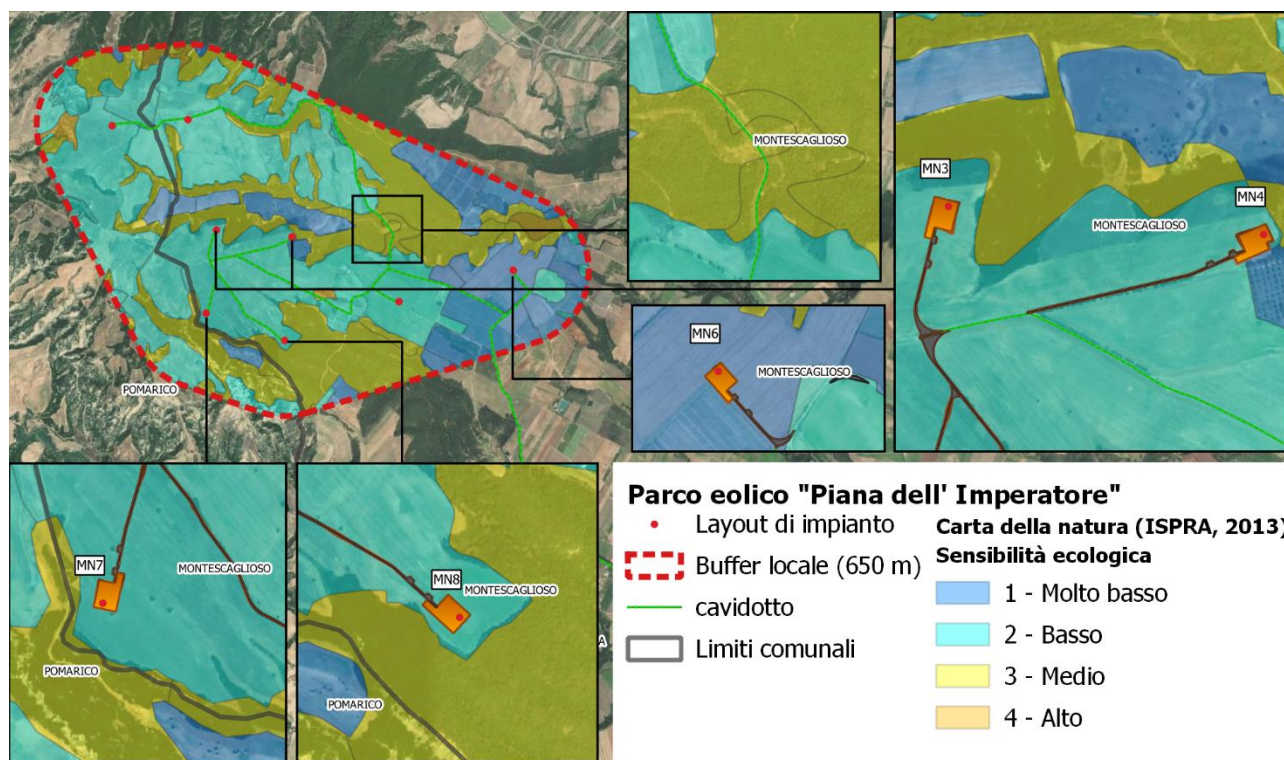 MONTESCAGLIOSO
MN3
MONTESCAGLIOSO
MN4
MN6
MONTESCAGLIOSO
POMARICO
MN7
MONTESCAGLIOSO
POMARICO
MN8
MONTESCAGLIOSO
POMARICO
A
Parco eolico "Piana dell' Imperatore"
Layout di impianto
Buffer locale (650 m)
cavidotto
Limiti comunali
Carta della natura (ISPRA, 2013)
Sensibilità ecologica
1 - Molto basso
2 - Basso
3 - Medio
4 - Alto